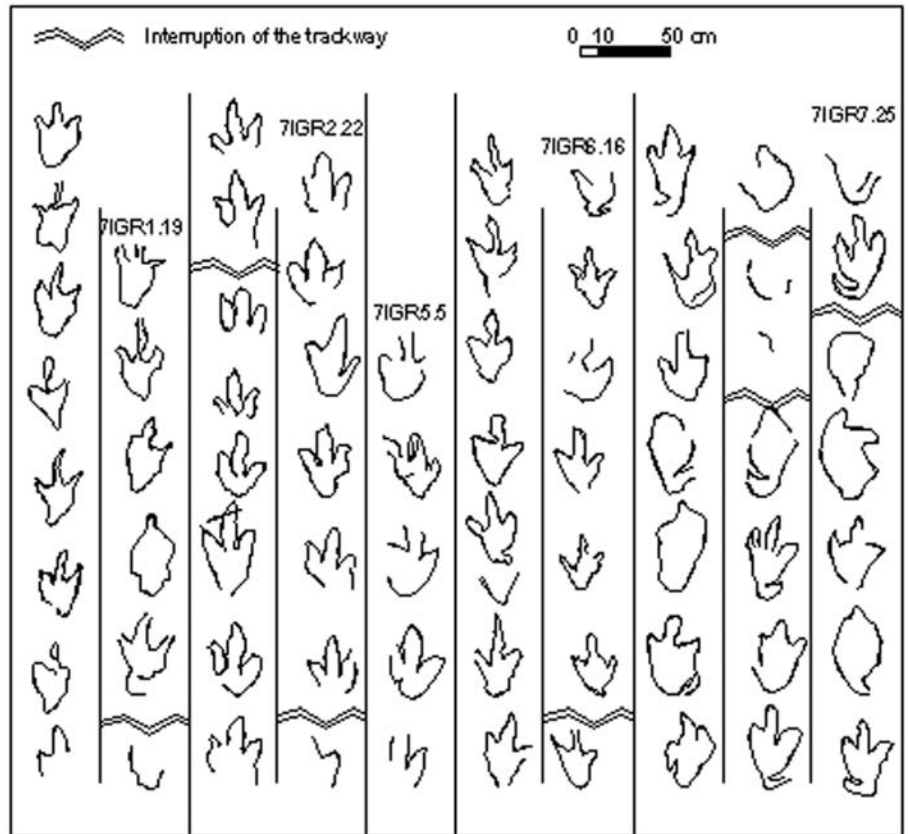 Interruption of the trackway
0 10 50 cm
7IGR7.25
7IGR2.22
7IGR6.16
7IGR1.19
7IGR5.5